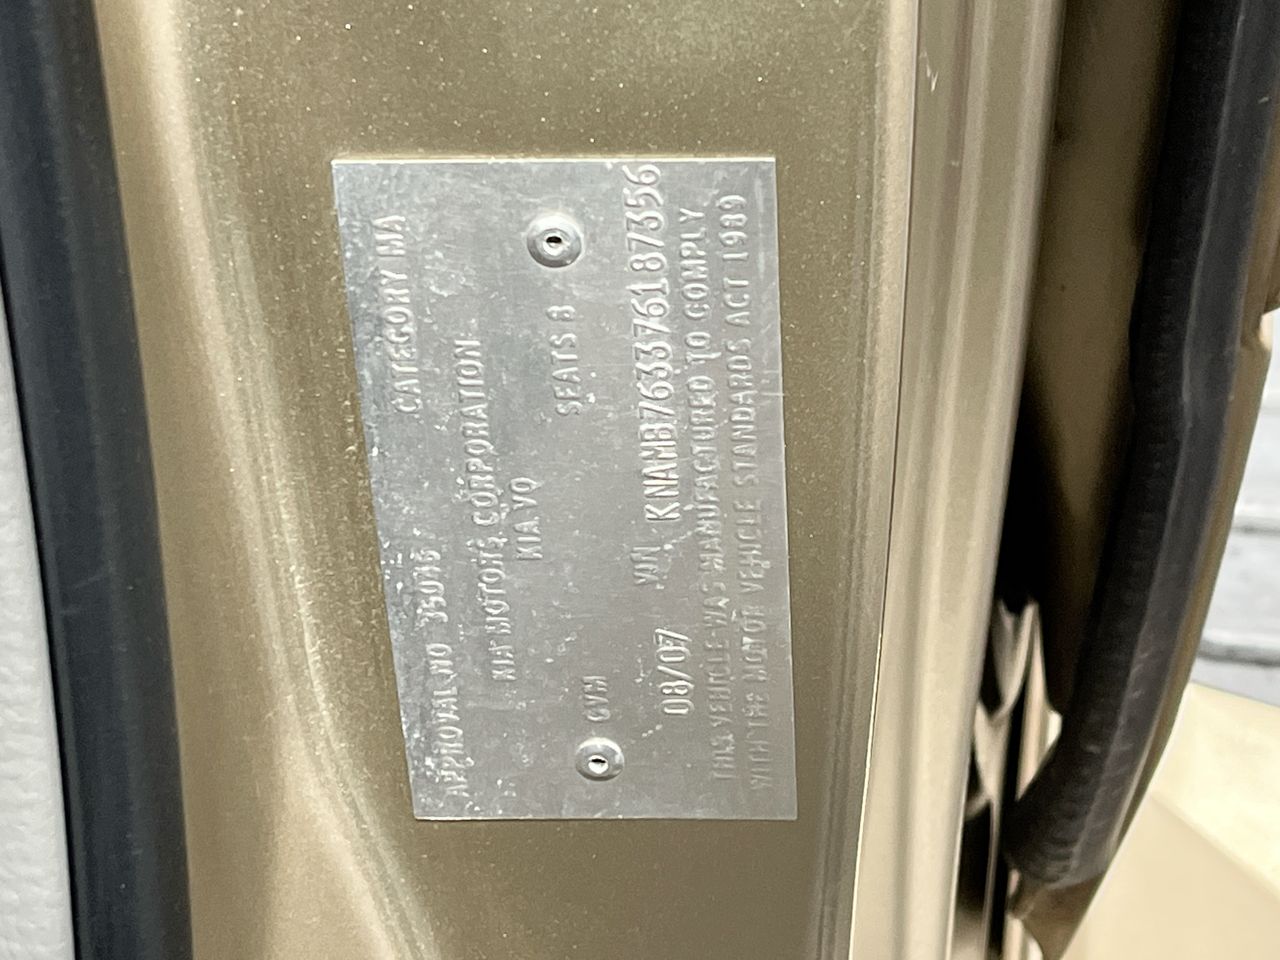 APPROVAL NO 35046 CATEGORY MA
KIA MOTORS CORPORATION
KIA VQ
GVM SEATS 8
08/07 VIN KNAMB763376187356
THIS VEHICLE WAS MANUFACTURED TO COMPLY
WITH THE MOTOR VEHICLE STANDARDS ACT 1989